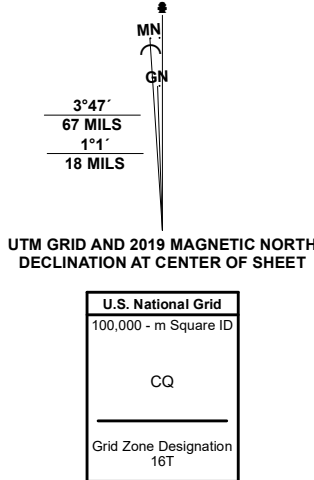 MN
GN
3°47´
67 MILS
1°1´
18 MILS
UTM GRID AND 2019 MAGNETIC NORTH
DECLINATION AT CENTER OF SHEET
U.S. National Grid
100,000 - m Square ID
CQ
Grid Zone Designation
16T